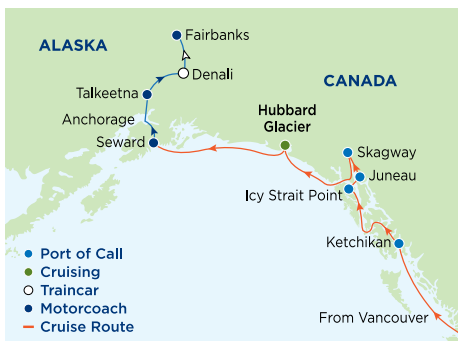 Fairbanks
ALASKA
Denali
CANADA
Talkeetna
Hubbard
Glacier
Anchorage
Seward
Skagway
Juneau
Icy Strait Point
Ketchikan
Port of Call
Cruising
Traincar
Motorcoach
Cruise Route
From Vancouver